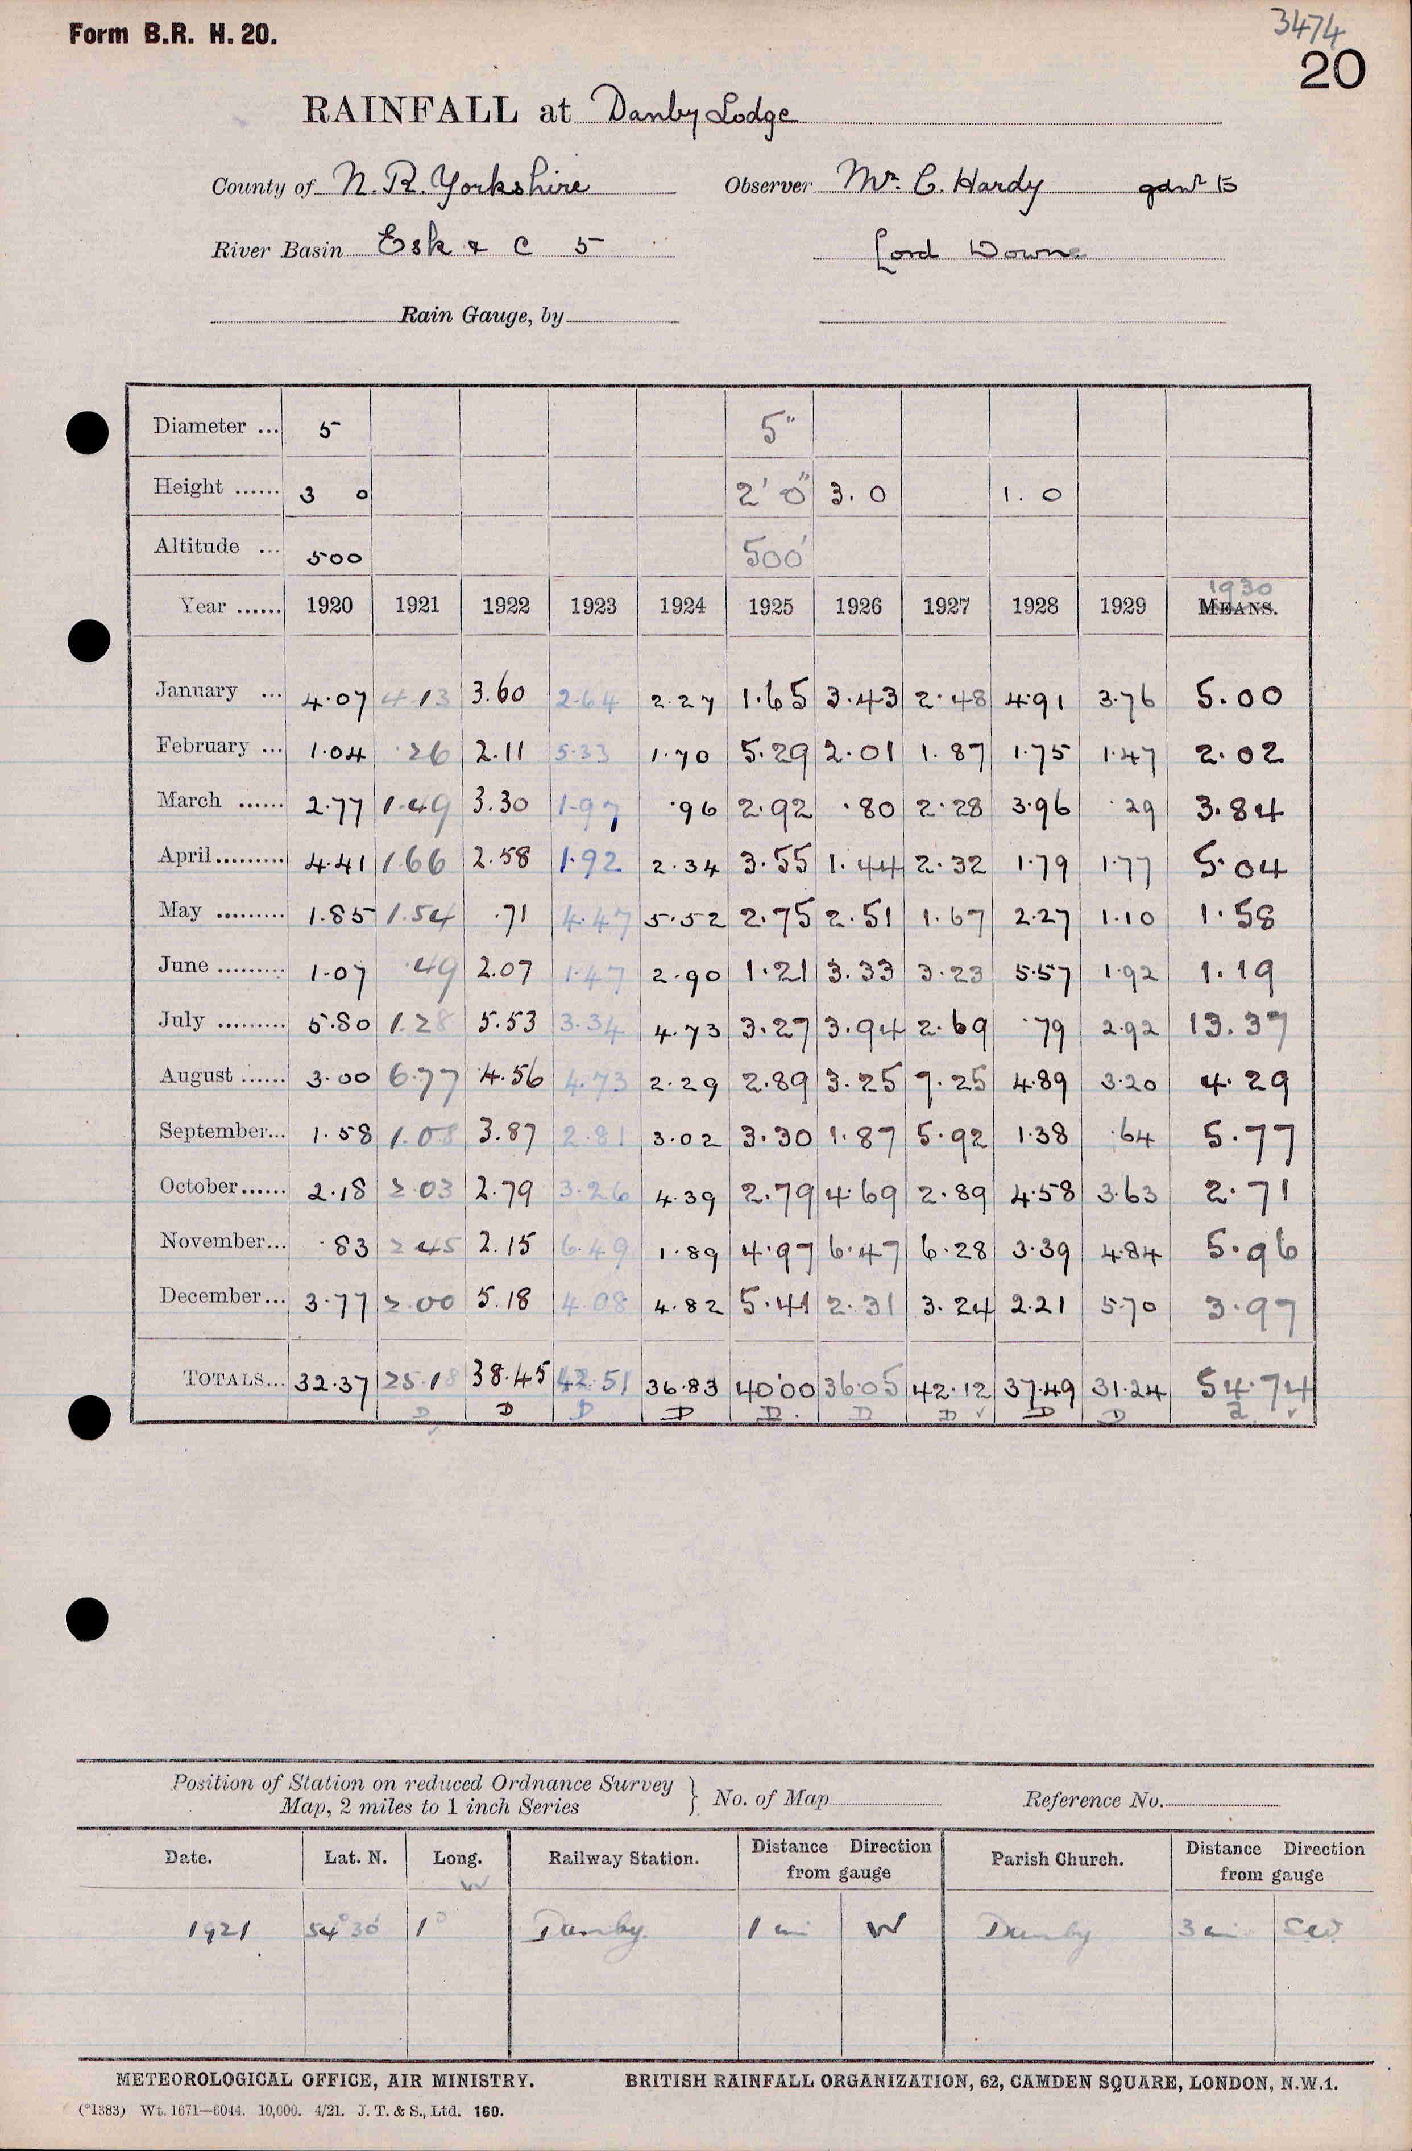 Form B.R. H. 20.
3474
20
RAINFALL at Danby Lodge
County of N. R. Yorkshire Observer Mr. C. Hardy gdnr to
River Basin Esk & C 5 Lord Downe
Rain Gauge, by
Diameter ... 5 5"
Height ...... 3 0 2' 0" 3. 0 1. 0
Altitude ... 500 500'
Year ...... 1920 1921 1922 1923 1924 1925 1926 1927 1928 1929 1930 MEANS.
January ... 4.07 4.13 3.60 2.64 2.27 1.65 3.43 2.48 4.91 3.76 5.00
February ... 1.04 .26 2.11 5.33 1.70 5.29 2.01 1.87 1.75 1.47 2.02
March ...... 2.77 1.49 3.30 1.97 .96 2.92 .80 2.28 3.96 .29 3.84
April ......... 4.41 1.66 2.58 1.92 2.34 3.55 1.44 2.32 1.79 1.77 5.04
May ......... 1.85 1.54 .71 4.47 5.52 2.75 2.51 1.67 2.27 1.10 1.58
June ......... 1.07 .49 2.07 1.47 2.90 1.21 3.33 3.23 5.57 1.92 1.19
July ......... 5.80 1.28 5.53 3.34 4.73 3.27 3.94 2.69 .79 2.92 13.37
August ...... 3.00 6.77 4.56 4.73 2.29 2.89 3.25 7.25 4.89 3.20 4.29
September... 1.58 1.08 3.87 2.81 3.02 3.30 1.87 5.92 1.38 .64 5.77
October...... 2.18 2.03 2.79 3.26 4.39 2.79 4.69 2.89 4.58 3.63 2.71
November... .83 2.45 2.15 6.49 1.89 4.97 6.47 6.28 3.39 4.84 5.96
December... 3.77 2.00 5.18 4.08 4.82 5.41 2.31 3.24 2.21 5.70 3.97
TOTALS... 32.37 25.18 38.45 42.51 36.83 40.00 36.05 42.12 37.49 31.24 54.74
D D D D D D D ✓ D D d ✓
Position of Station on reduced Ordnance Survey Map, 2 miles to 1 inch Series } No. of Map Reference No.
Date. Lat. N. Long. W Railway Station. Distance Direction from gauge Parish Church. Distance Direction from gauge
1921 54° 30' 1° Danby 1 mi W Danby 3 mi SW
METEOROLOGICAL OFFICE, AIR MINISTRY. BRITISH RAINFALL ORGANIZATION, 62, CAMDEN SQUARE, LONDON, N.W.1.
(*1383) Wt. 1671—6044. 10,000. 4/21. J. T. & S., Ltd. 160.